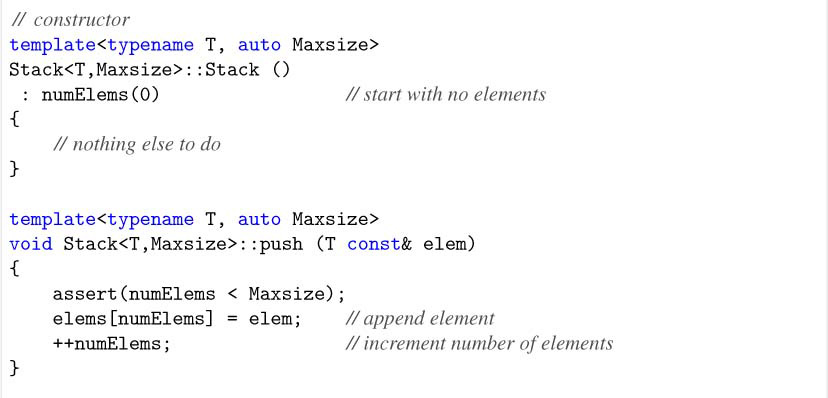 // constructor
template<typename T, auto Maxsize>
Stack<T,Maxsize>::Stack ()
 : numElems(0)                 // start with no elements
{
    // nothing else to do
}

template<typename T, auto Maxsize>
void Stack<T,Maxsize>::push (T const& elem)
{
    assert(numElems < Maxsize);
    elems[numElems] = elem;    // append element
    ++numElems;                // increment number of elements
}